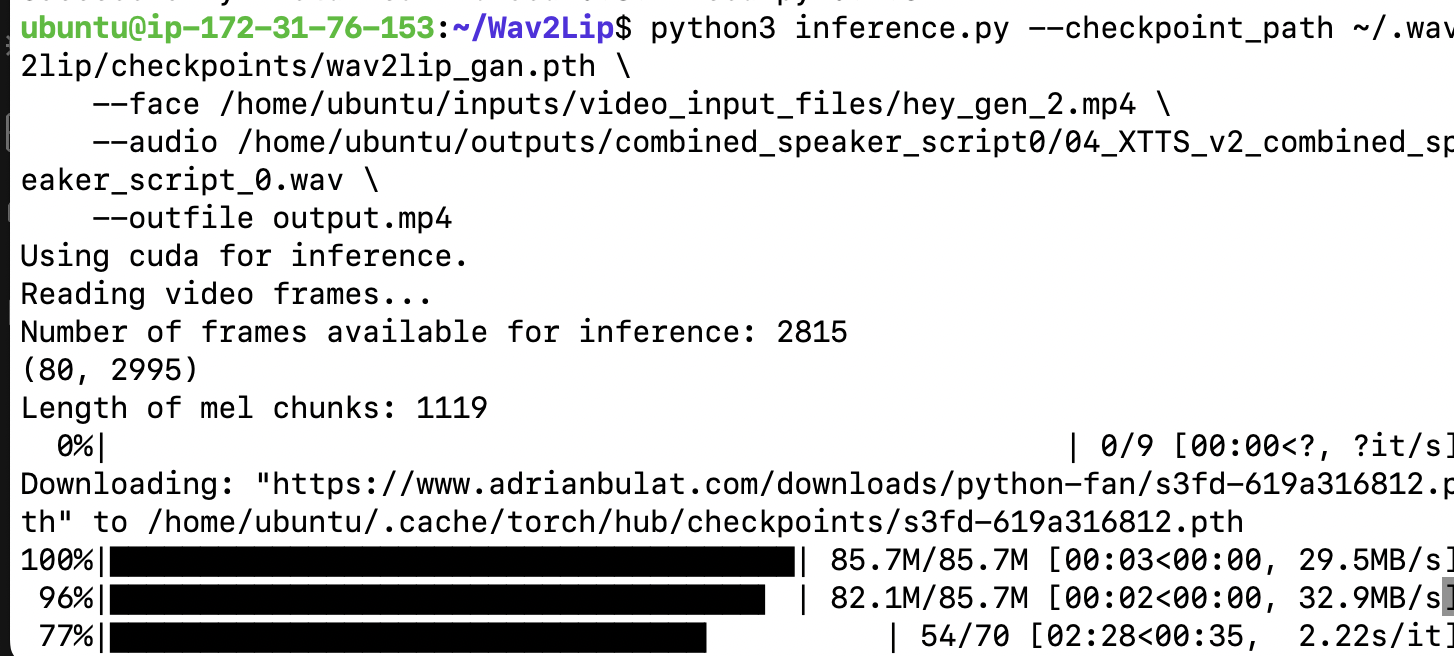 ubuntu@ip-172-31-76-153:~/Wav2Lip$ python3 inference.py --checkpoint_path ~/.wav
2lip/checkpoints/wav2lip_gan.pth \
    --face /home/ubuntu/inputs/video_input_files/hey_gen_2.mp4 \
    --audio /home/ubuntu/outputs/combined_speaker_script0/04_XTTS_v2_combined_sp
eaker_script_0.wav \
    --outfile output.mp4
Using cuda for inference.
Reading video frames...
Number of frames available for inference: 2815
(80, 2995)
Length of mel chunks: 1119
  0%| | 0/9 [00:00<?, ?it/s]
Downloading: "https://www.adrianbulat.com/downloads/python-fan/s3fd-619a316812.p
th" to /home/ubuntu/.cache/torch/hub/checkpoints/s3fd-619a316812.pth
100%| | 85.7M/85.7M [00:03<00:00, 29.5MB/s]
 96%| | 82.1M/85.7M [00:02<00:00, 32.9MB/s]
 77%| | 54/70 [02:28<00:35,  2.22s/it]